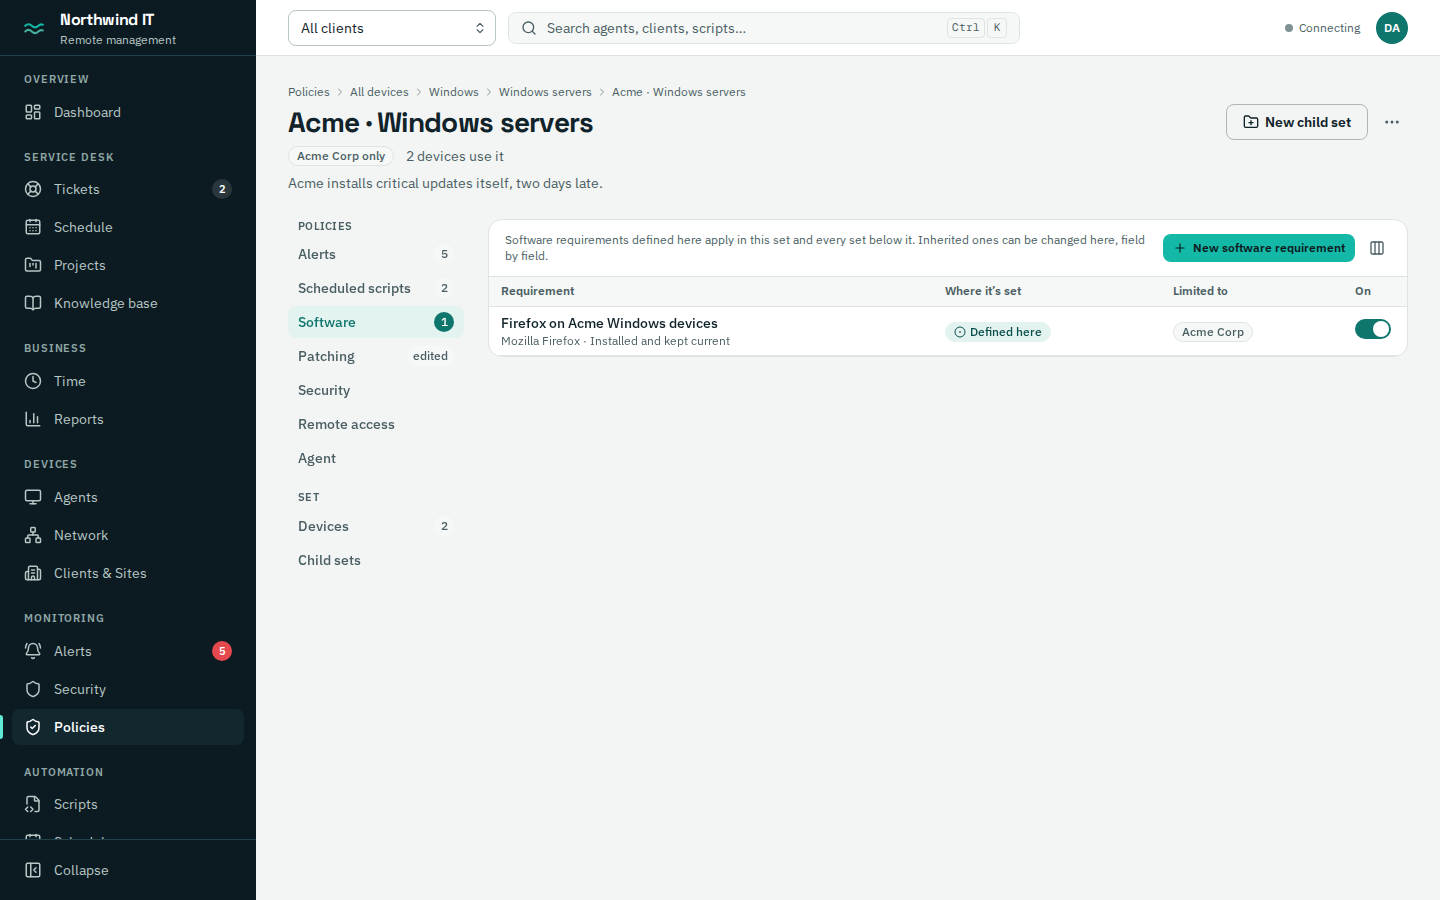 Northwind IT
Remote management
OVERVIEW
Dashboard
SERVICE DESK
Tickets 2
Schedule
Projects
Knowledge base
BUSINESS
Time
Reports
DEVICES
Agents
Network
Clients & Sites
MONITORING
Alerts 5
Security
Policies
AUTOMATION
Scripts
Collapse
All clients
Search agents, clients, scripts...
Ctrl K
Connecting
DA
Policies > All devices > Windows > Windows servers > Acme · Windows servers
Acme · Windows servers
New child set
Acme Corp only
2 devices use it
Acme installs critical updates itself, two days late.
POLICIES
Alerts 5
Scheduled scripts 2
Software 1
Patching edited
Security
Remote access
Agent
SET
Devices 2
Child sets
Software requirements defined here apply in this set and every set below it. Inherited ones can be changed here, field
by field.
New software requirement
Requirement Where it's set Limited to On
Firefox on Acme Windows devices
Mozilla Firefox · Installed and kept current
Defined here
Acme Corp